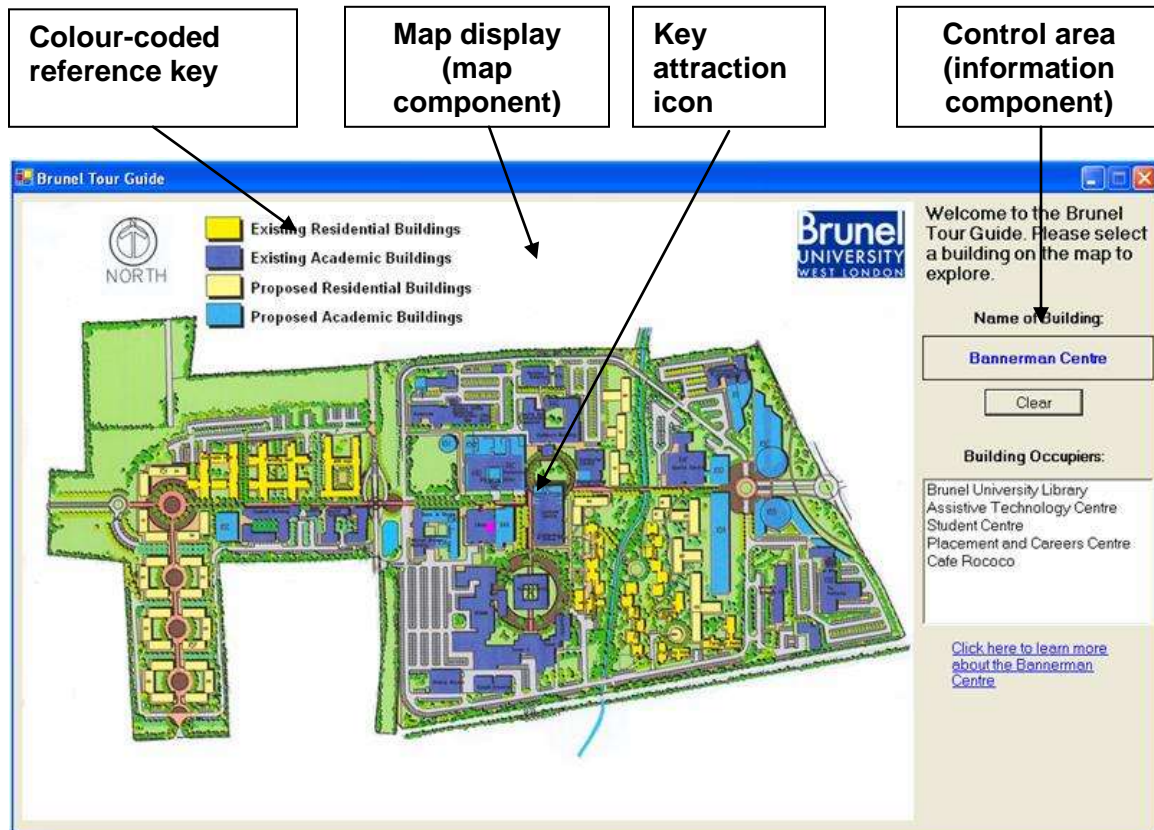 Colour-coded
reference key
Map display
(map
component)
Key
attraction
icon
Control area
(information
component)
Brunel Tour Guide
NORTH
Existing Residential Buildings
Existing Academic Buildings
Proposed Residential Buildings
Proposed Academic Buildings
Brunel
UNIVERSITY
WEST LONDON
Welcome to the Brunel
Tour Guide. Please select
a building on the map to
explore.
Name of Building:
Bannerman Centre
Clear
Building Occupiers:
Brunel University Library
Assistive Technology Centre
Student Centre
Placement and Careers Centre
Cafe Rococo
Click here to learn more
about the Bannerman
Centre